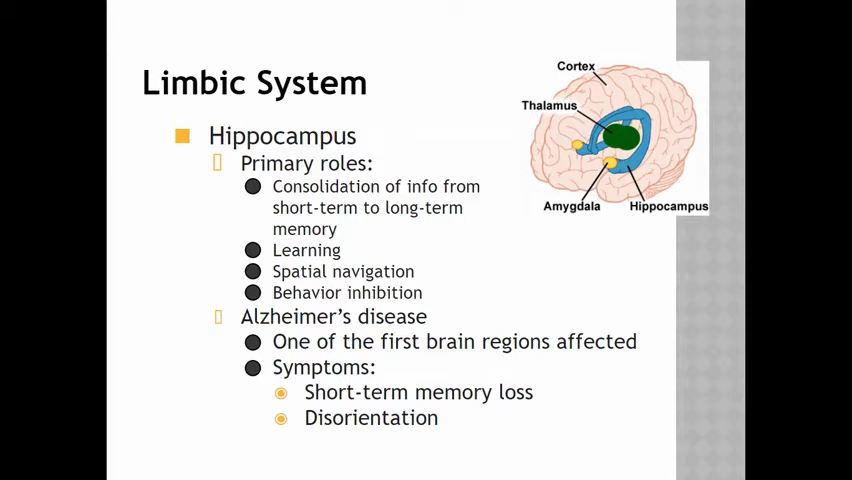 Limbic System
Hippocampus
Primary roles:
Consolidation of info from
short-term to long-term
memory
Learning
Spatial navigation
Behavior inhibition
Alzheimer's disease
One of the first brain regions affected
Symptoms:
Short-term memory loss
Disorientation
Cortex
Thalamus
Amygdala
Hippocampus